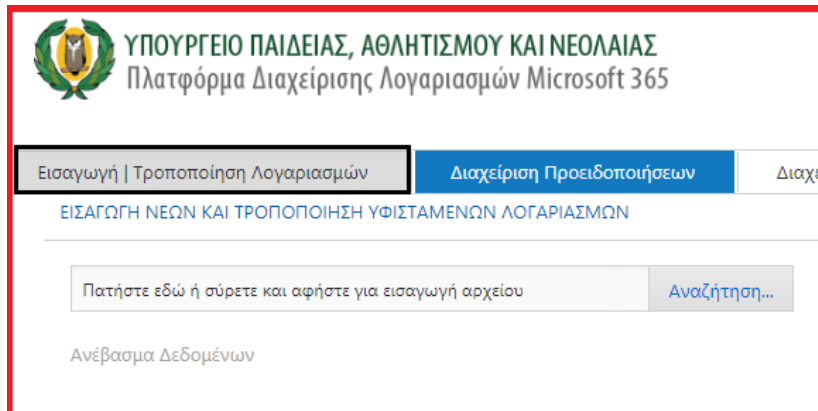 ΥΠΟΥΡΓΕΙΟ ΠΑΙΔΕΙΑΣ, ΑΘΛΗΤΙΣΜΟΥ ΚΑΙ ΝΕΟΛΑΙΑΣ
Πλατφόρμα Διαχείρισης Λογαριασμών Microsoft 365
Εισαγωγή | Τροποποίηση Λογαριασμών Διαχείριση Προειδοποιήσεων
ΕΙΣΑΓΩΓΗ ΝΕΩΝ ΚΑΙ ΤΡΟΠΟΠΟΙΗΣΗ ΥΦΙΣΤΑΜΕΝΩΝ ΛΟΓΑΡΙΑΣΜΩΝ
Πατήστε εδώ ή σύρετε και αφήστε για εισαγωγή αρχείου Αναζήτηση...
Ανέβασμα Δεδομένων